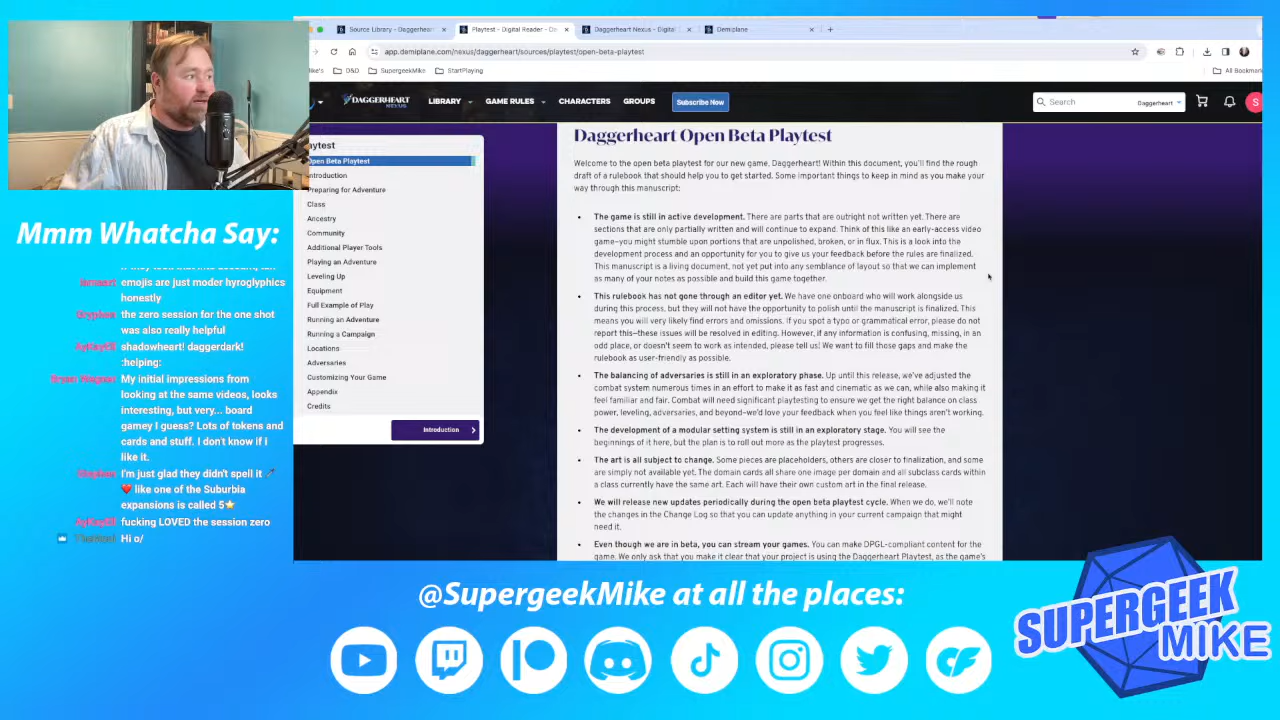 Source Library - Daggerheart
Playtest - Digital Reader - De
Daggerheart Nexus - Digital
Demiplane
app.demiplane.com/nexus/daggerheart/sources/playtest/open-beta-playtest
Mike's
D&D
SupergeekMike
StartPlaying
All Bookmark
DAGGERHEART
NEXUS
LIBRARY
GAME RULES
CHARACTERS
GROUPS
Subscribe Now
Search
Daggerheart
S
aytest
Open Beta Playtest
Introduction
Preparing for Adventure
Class
Ancestry
Community
Additional Player Tools
Playing an Adventure
Leveling Up
Equipment
Full Example of Play
Running an Adventure
Running a Campaign
Locations
Adversaries
Customizing Your Game
Appendix
Credits
Introduction
Daggerheart Open Beta Playtest
Welcome to the open beta playtest for our new game, Daggerheart! Within this document, you'll find the rough
draft of a rulebook that should help you to get started. Some important things to keep in mind as you make your
way through this manuscript:
• The game is still in active development. There are parts that are outright not written yet. There are
sections that are only partially written and will continue to expand. Think of this like an early-access video
game—you might stumble upon portions that are unpolished, broken, or in flux. This is a look into the
development process and an opportunity for you to give us your feedback before the rules are finalized.
This manuscript is a living document, not yet put into any semblance of layout so that we can implement
as many of your notes as possible and build this game together.
• This rulebook has not gone through an editor yet. We have one onboard who will work alongside us
during this process, but they will not have the opportunity to polish until the manuscript is finalized. This
means you will very likely find errors and omissions. If you spot a typo or grammatical error, please do not
report this—these issues will be resolved in editing. However, if any information is confusing, missing, in an
odd place, or doesn't seem to work as intended, please tell us! We want to fill those gaps and make the
rulebook as user-friendly as possible.
• The balancing of adversaries is still in an exploratory phase. Up until this release, we've adjusted the
combat system numerous times in an effort to make it as fast and cinematic as we can, while also making it
feel familiar and fair. Combat will need significant playtesting to ensure we get the right balance on class
power, leveling, adversaries, and beyond—we'd love your feedback when you feel like things aren't working.
• The development of a modular setting system is still in an exploratory stage. You will see the
beginnings of it here, but the plan is to roll out more as the playtest progresses.
• The art is all subject to change. Some pieces are placeholders, others are closer to finalization, and some
are simply not available yet. The domain cards all share one image per domain and all subclass cards within
a class currently have the same art. Each will have their own custom art in the final release.
• We will release new updates periodically during the open beta playtest cycle. When we do, we'll note
the changes in the Change Log so that you can update anything in your current campaign that might
need it.
• Even though we are in beta, you can stream your games. You can make DPGL-compliant content for the
game. We only ask that you make it clear that your project is using the Daggerheart Playtest, as the game's
Mmm Whatcha Say:
emojis are just moder hyroglyphics
honestly
the zero session for the one shot
was also really helpful
shadowheart! daggerdark!
:helping:
My initial impressions from
looking at the same videos, looks
interesting, but very... board
gamey I guess? Lots of tokens and
cards and stuff. I don't know if i
like it.
I'm just glad they didn't spell it 🗡
❤️ like one of the Suburbia
expansions is called 5⭐
fucking LOVED the session zero
Hi o/
@SupergeekMike at all the places:
SUPERGEEK
MIKE